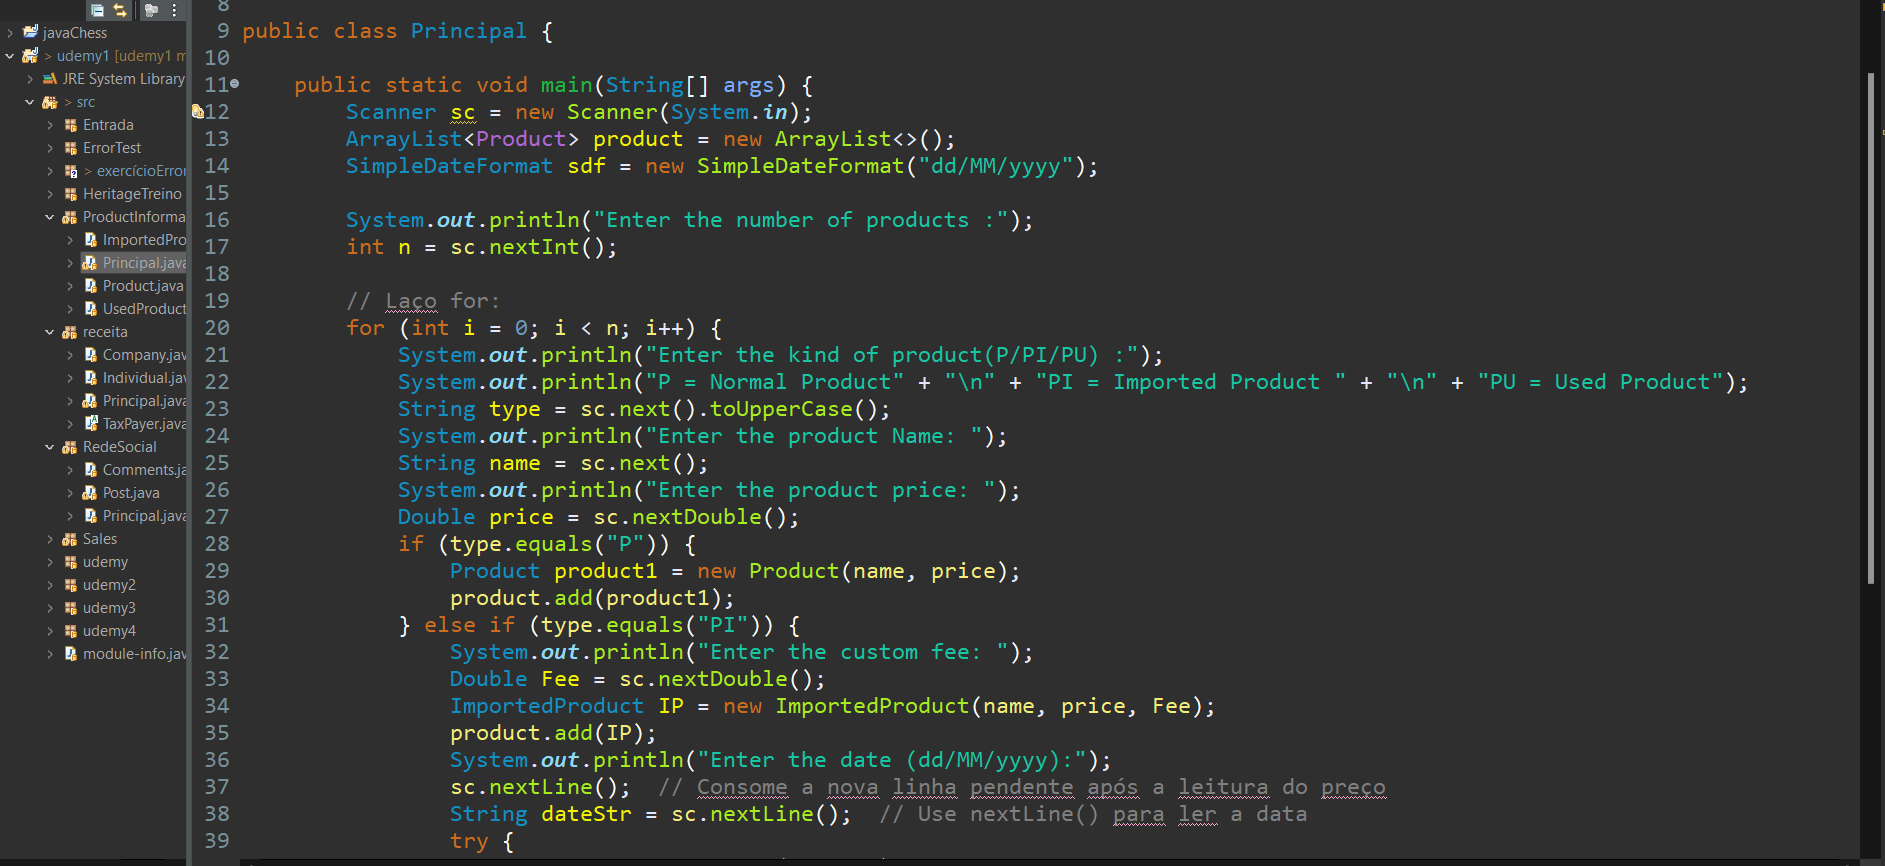 javaChess
> udemy1 [udemy1 m
JRE System Library
> src
Entrada
ErrorTest
> exercícioError
HeritageTreino
ProductInforma
ImportedPro
Principal.java
Product.java
UsedProduct
receita
Company.jav
Individual.jav
Principal.java
TaxPayer.java
RedeSocial
Comments.ja
Post.java
Principal.java
Sales
udemy
udemy2
udemy3
udemy4
module-info.jav
8
9 public class Principal {
10
11 public static void main(String[] args) {
12 Scanner sc = new Scanner(System.in);
13 ArrayList<Product> product = new ArrayList<>();
14 SimpleDateFormat sdf = new SimpleDateFormat("dd/MM/yyyy");
15
16 System.out.println("Enter the number of products :");
17 int n = sc.nextInt();
18
19 // Laço for:
20 for (int i = 0; i < n; i++) {
21 System.out.println("Enter the kind of product(P/PI/PU) :");
22 System.out.println("P = Normal Product" + "\n" + "PI = Imported Product " + "\n" + "PU = Used Product");
23 String type = sc.next().toUpperCase();
24 System.out.println("Enter the product Name: ");
25 String name = sc.next();
26 System.out.println("Enter the product price: ");
27 Double price = sc.nextDouble();
28 if (type.equals("P")) {
29 Product product1 = new Product(name, price);
30 product.add(product1);
31 } else if (type.equals("PI")) {
32 System.out.println("Enter the custom fee: ");
33 Double Fee = sc.nextDouble();
34 ImportedProduct IP = new ImportedProduct(name, price, Fee);
35 product.add(IP);
36 System.out.println("Enter the date (dd/MM/yyyy):");
37 sc.nextLine();  // Consome a nova linha pendente após a leitura do preço
38 String dateStr = sc.nextLine();  // Use nextLine() para ler a data
39 try {